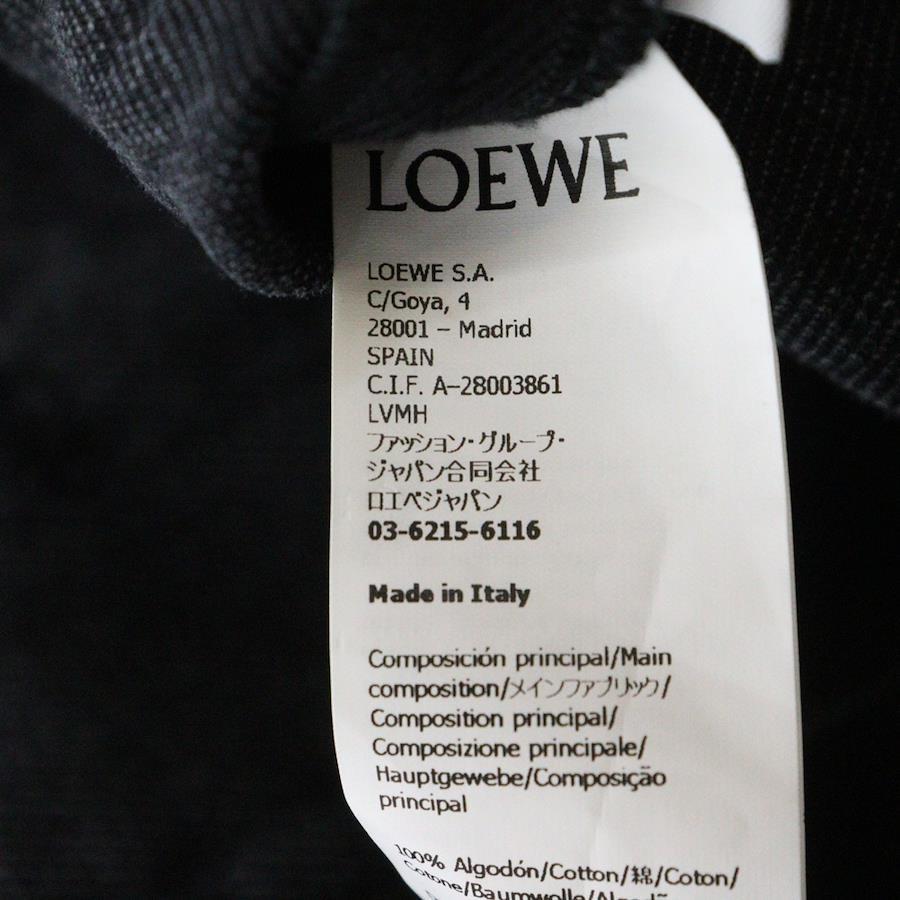 LOEWE
LOEWE S.A.
C/Goya, 4
28001 – Madrid
SPAIN
C.I.F. A–28003861
LVMH
ファッション・グループ・
ジャパン合同会社
ロエベジャパン
03-6215-6116
Made in Italy
Composición principal/Main
composition/メインファブリック/
Composition principal/
Composizione principale/
Hauptgewebe/Composição
principal
100% Algodón/Cotton/綿/Coton/
Cotone/Baumwolle/